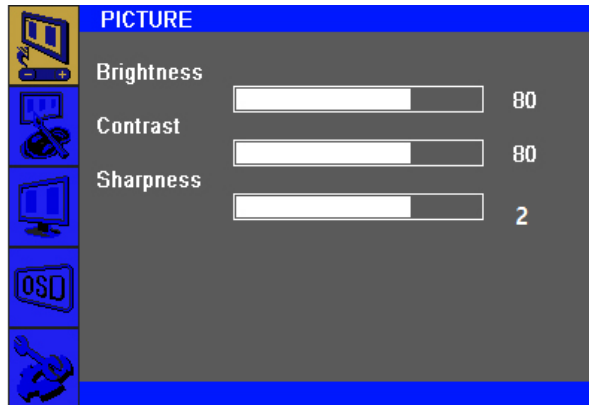 PICTURE
Brightness
80
Contrast
80
Sharpness
2
OSD